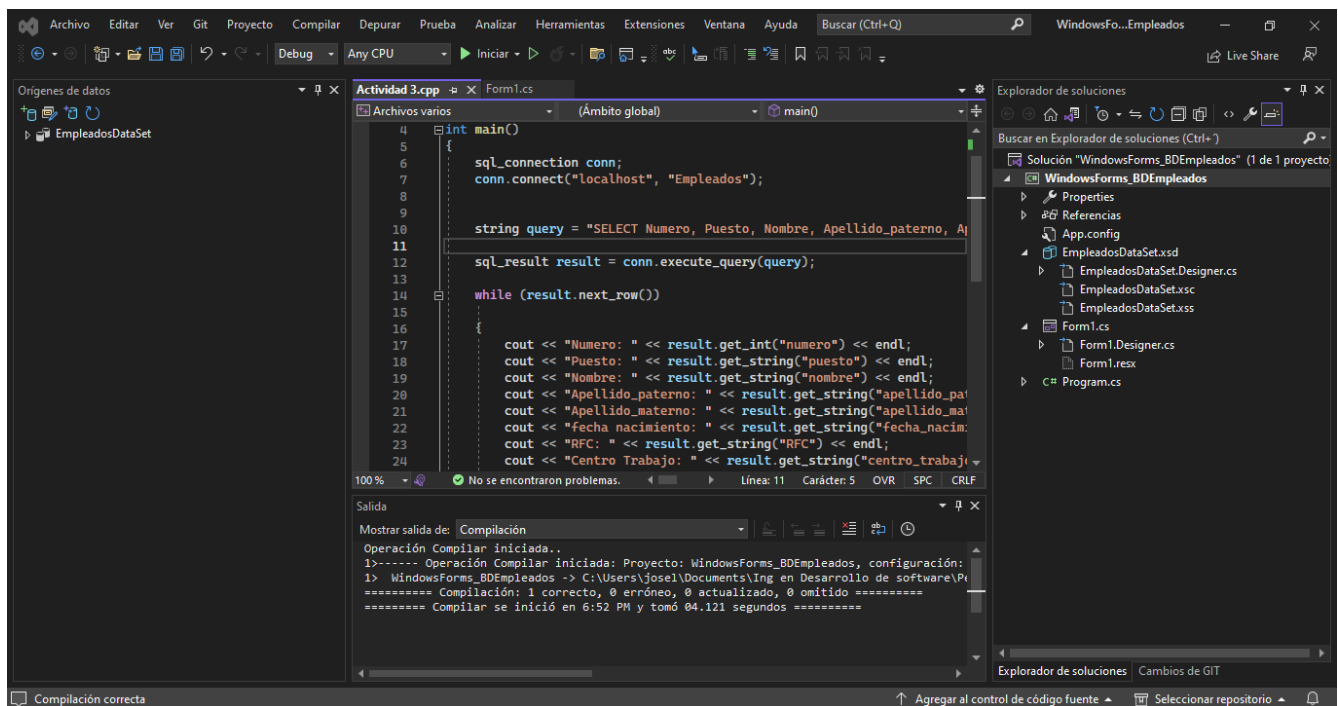 Archivo Editar Ver Git Proyecto Compilar Depurar Prueba Analizar Herramientas Extensiones Ventana Ayuda Buscar (Ctrl+Q) WindowsFo...Empleados
Debug Any CPU Iniciar Live Share
Orígenes de datos
EmpleadosDataSet
Actividad 3.cpp Form1.cs
Archivos varios (Ámbito global) main()
4 int main()
5 {
6 sql_connection conn;
7 conn.connect("localhost", "Empleados");
8
9
10 string query = "SELECT Numero, Puesto, Nombre, Apellido_paterno, Ap
11
12 sql_result result = conn.execute_query(query);
13
14 while (result.next_row())
15
16 {
17 cout << "Numero: " << result.get_int("numero") << endl;
18 cout << "Puesto: " << result.get_string("puesto") << endl;
19 cout << "Nombre: " << result.get_string("nombre") << endl;
20 cout << "Apellido_paterno: " << result.get_string("apellido_pat
21 cout << "Apellido_materno: " << result.get_string("apellido_mat
22 cout << "fecha nacimiento: " << result.get_string("fecha_nacim
23 cout << "RFC: " << result.get_string("RFC") << endl;
24 cout << "Centro Trabajo: " << result.get_string("centro_trabajo
100 % No se encontraron problemas. Línea: 11 Carácter: 5 OVR SPC CRLF
Salida
Mostrar salida de: Compilación
Operación Compilar iniciada..
1>------ Operación Compilar iniciada: Proyecto: WindowsForms_BDEmpleados, configuración:
1> WindowsForms_BDEmpleados -> C:\Users\josel\Documents\Ing en Desarrollo de software\Pe
========== Compilación: 1 correcto, 0 erróneo, 0 actualizado, 0 omitido ==========
========= Compilar se inició en 6:52 PM y tomó 04.121 segundos ==========
Explorador de soluciones
Buscar en Explorador de soluciones (Ctrl+´)
Solución "WindowsForms_BDEmpleados" (1 de 1 proyecto
C# WindowsForms_BDEmpleados
Properties
Referencias
App.config
EmpleadosDataSet.xsd
EmpleadosDataSet.Designer.cs
EmpleadosDataSet.xsc
EmpleadosDataSet.xss
Form1.cs
Form1.Designer.cs
Form1.resx
C# Program.cs
Explorador de soluciones Cambios de GIT
Compilación correcta Agregar al control de código fuente Seleccionar repositorio